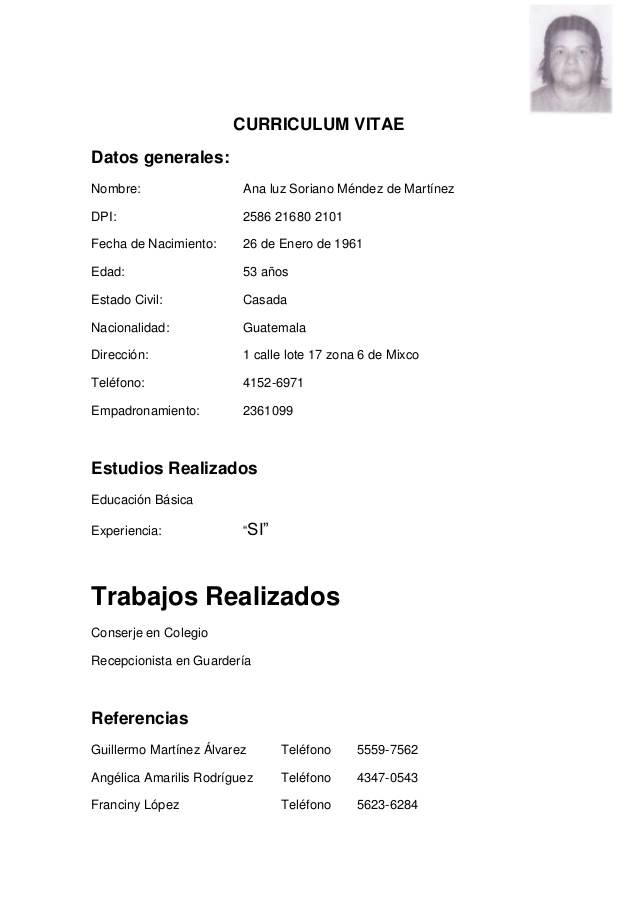 CURRICULUM VITAE
Datos generales:
Nombre: Ana luz Soriano Méndez de Martínez
DPI: 2586 21680 2101
Fecha de Nacimiento: 26 de Enero de 1961
Edad: 53 años
Estado Civil: Casada
Nacionalidad: Guatemala
Dirección: 1 calle lote 17 zona 6 de Mixco
Teléfono: 4152-6971
Empadronamiento: 2361099
Estudios Realizados
Educación Básica
Experiencia: “SI”
Trabajos Realizados
Conserje en Colegio
Recepcionista en Guardería
Referencias
Guillermo Martínez Álvarez Teléfono 5559-7562
Angélica Amarilis Rodríguez Teléfono 4347-0543
Franciny López Teléfono 5623-6284